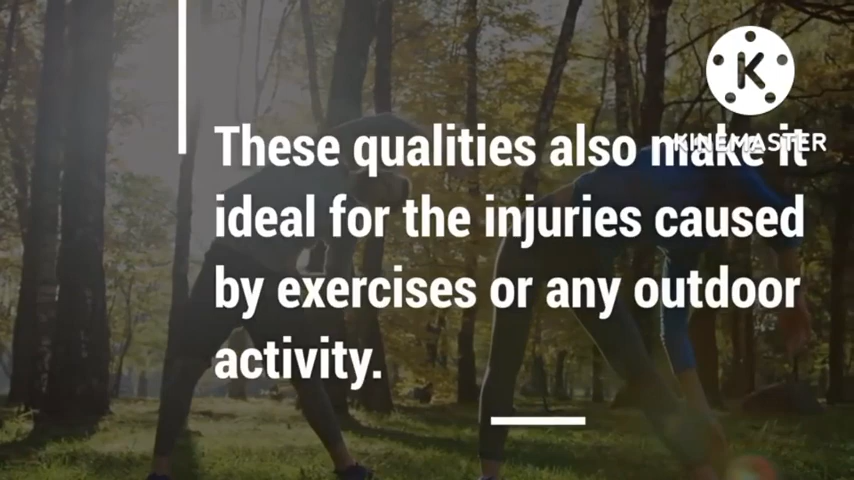 K
KINEMASTER
These qualities also make it
ideal for the injuries caused
by exercises or any outdoor
activity.